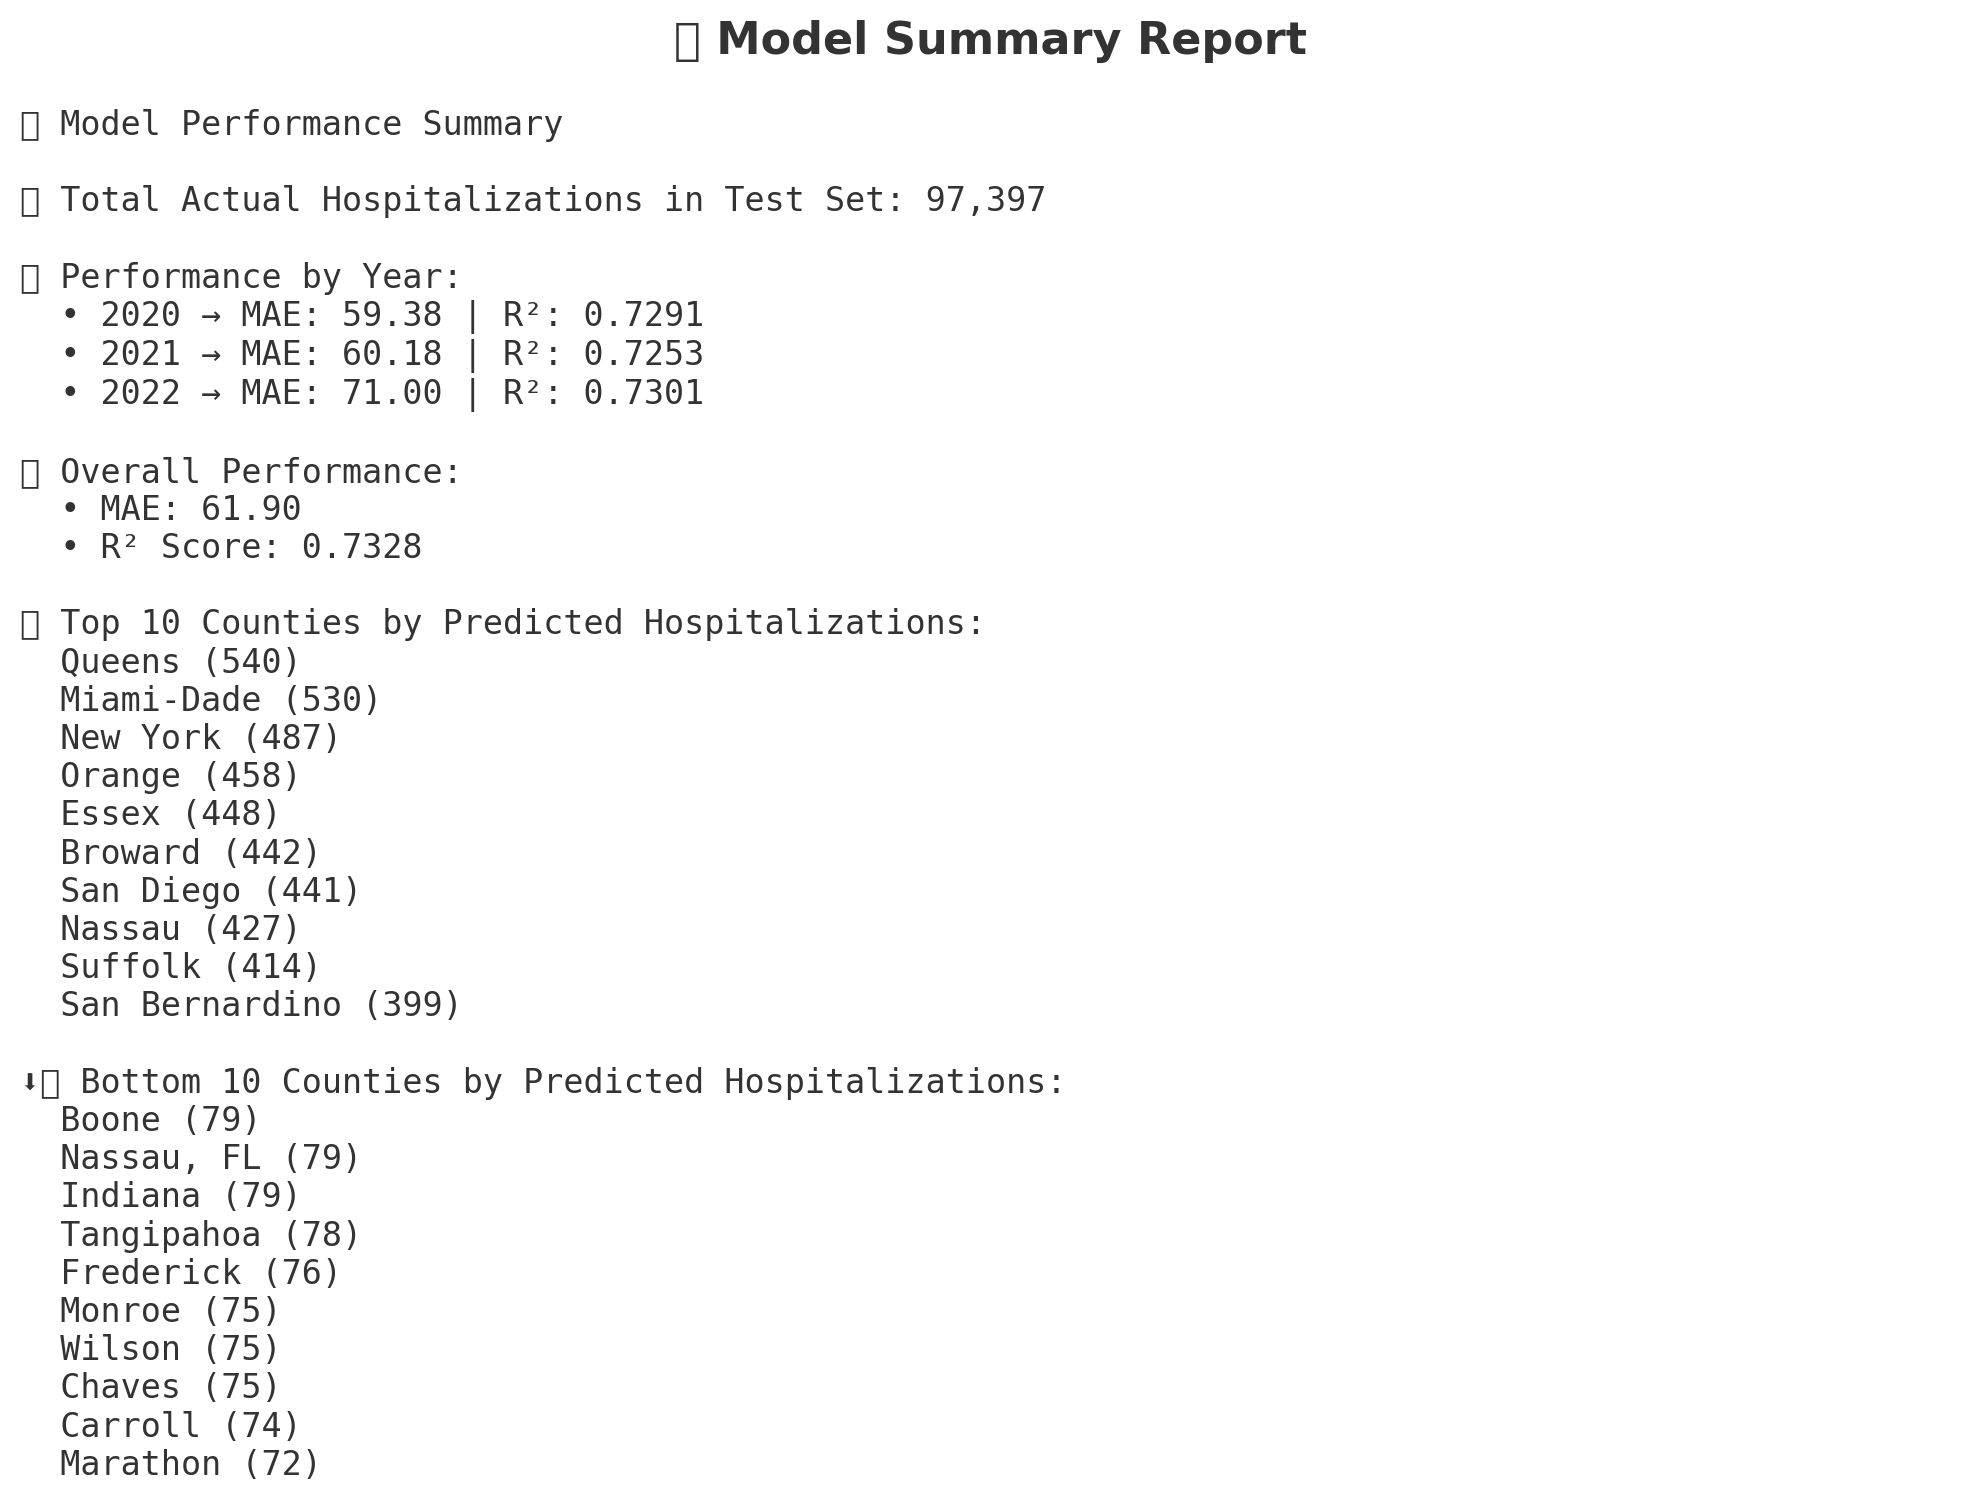 Model Summary Report
Model Performance Summary
Total Actual Hospitalizations in Test Set: 97,397
Performance by Year:
• 2020 → MAE: 59.38 | R²: 0.7291
• 2021 → MAE: 60.18 | R²: 0.7253
• 2022 → MAE: 71.00 | R²: 0.7301
Overall Performance:
• MAE: 61.90
• R² Score: 0.7328
Top 10 Counties by Predicted Hospitalizations:
Queens (540)
Miami-Dade (530)
New York (487)
Orange (458)
Essex (448)
Broward (442)
San Diego (441)
Nassau (427)
Suffolk (414)
San Bernardino (399)
⬇ Bottom 10 Counties by Predicted Hospitalizations:
Boone (79)
Nassau, FL (79)
Indiana (79)
Tangipahoa (78)
Frederick (76)
Monroe (75)
Wilson (75)
Chaves (75)
Carroll (74)
Marathon (72)